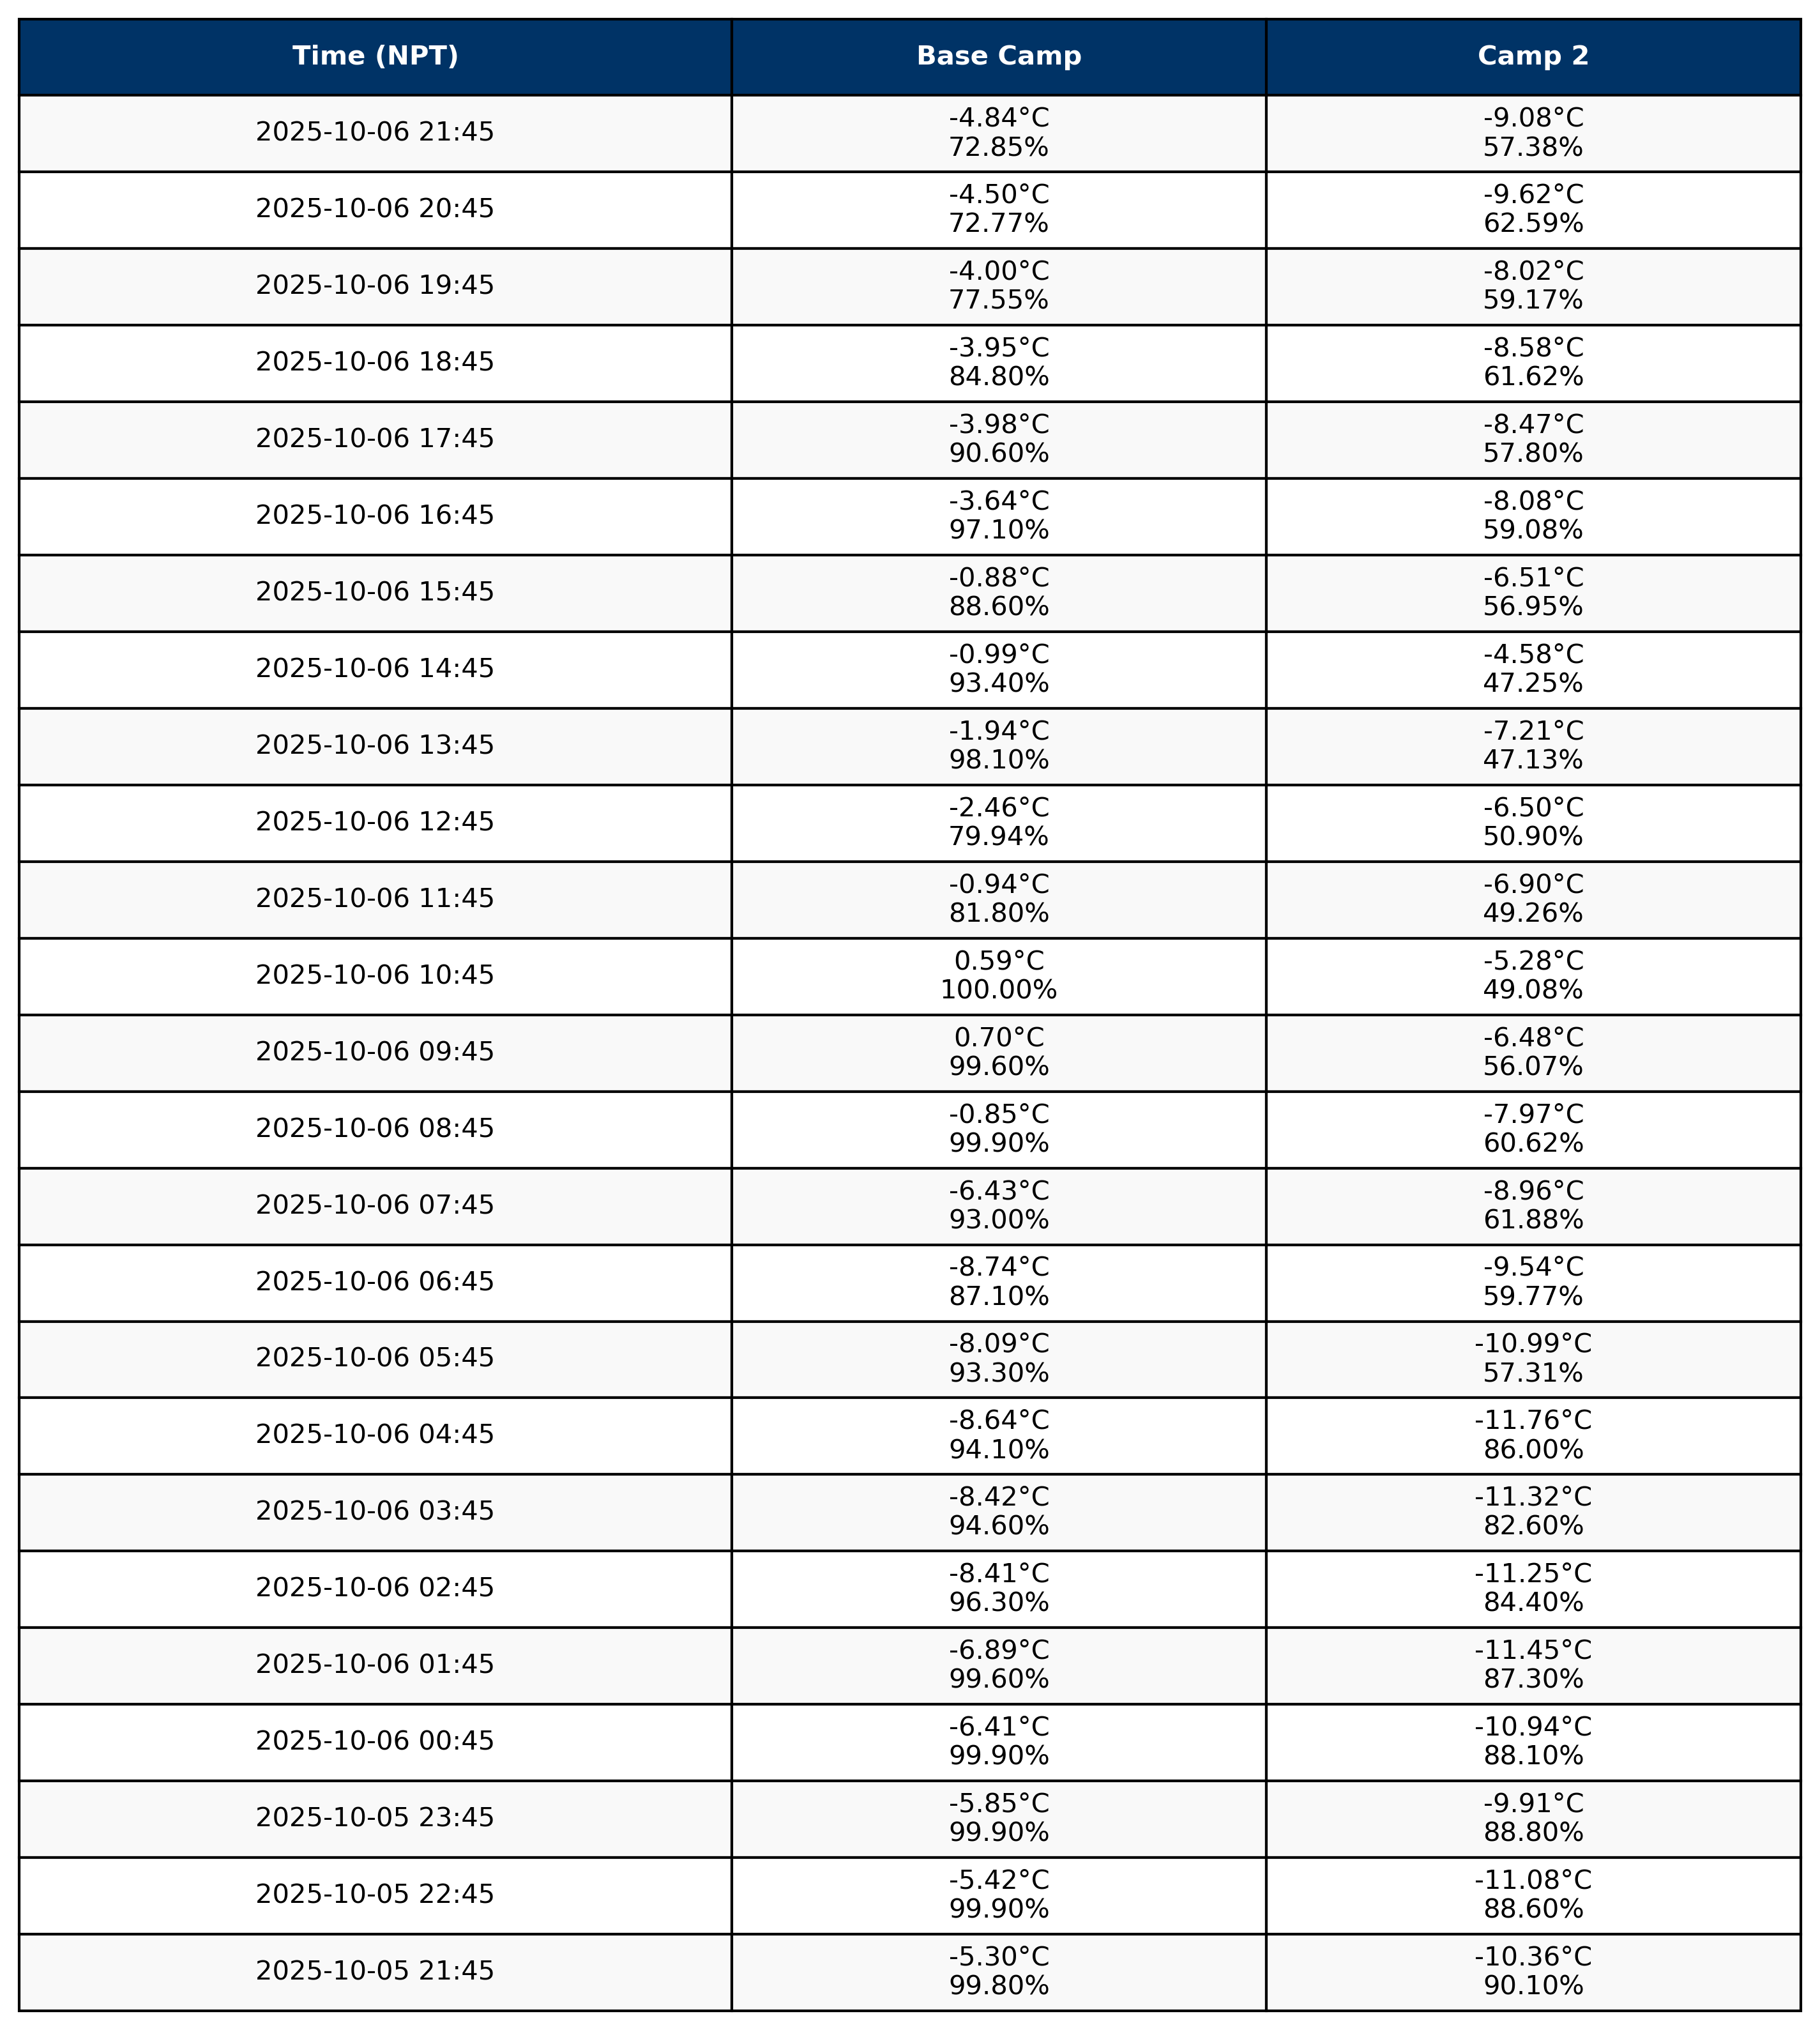 Time (NPT) Base Camp Camp 2
2025-10-06 21:45 -4.84°C -9.08°C
72.85% 57.38%
2025-10-06 20:45 -4.50°C -9.62°C
72.77% 62.59%
2025-10-06 19:45 -4.00°C -8.02°C
77.55% 59.17%
2025-10-06 18:45 -3.95°C -8.58°C
84.80% 61.62%
2025-10-06 17:45 -3.98°C -8.47°C
90.60% 57.80%
2025-10-06 16:45 -3.64°C -8.08°C
97.10% 59.08%
2025-10-06 15:45 -0.88°C -6.51°C
88.60% 56.95%
2025-10-06 14:45 -0.99°C -4.58°C
93.40% 47.25%
2025-10-06 13:45 -1.94°C -7.21°C
98.10% 47.13%
2025-10-06 12:45 -2.46°C -6.50°C
79.94% 50.90%
2025-10-06 11:45 -0.94°C -6.90°C
81.80% 49.26%
2025-10-06 10:45 0.59°C -5.28°C
100.00% 49.08%
2025-10-06 09:45 0.70°C -6.48°C
99.60% 56.07%
2025-10-06 08:45 -0.85°C -7.97°C
99.90% 60.62%
2025-10-06 07:45 -6.43°C -8.96°C
93.00% 61.88%
2025-10-06 06:45 -8.74°C -9.54°C
87.10% 59.77%
2025-10-06 05:45 -8.09°C -10.99°C
93.30% 57.31%
2025-10-06 04:45 -8.64°C -11.76°C
94.10% 86.00%
2025-10-06 03:45 -8.42°C -11.32°C
94.60% 82.60%
2025-10-06 02:45 -8.41°C -11.25°C
96.30% 84.40%
2025-10-06 01:45 -6.89°C -11.45°C
99.60% 87.30%
2025-10-06 00:45 -6.41°C -10.94°C
99.90% 88.10%
2025-10-05 23:45 -5.85°C -9.91°C
99.90% 88.80%
2025-10-05 22:45 -5.42°C -11.08°C
99.90% 88.60%
2025-10-05 21:45 -5.30°C -10.36°C
99.80% 90.10%